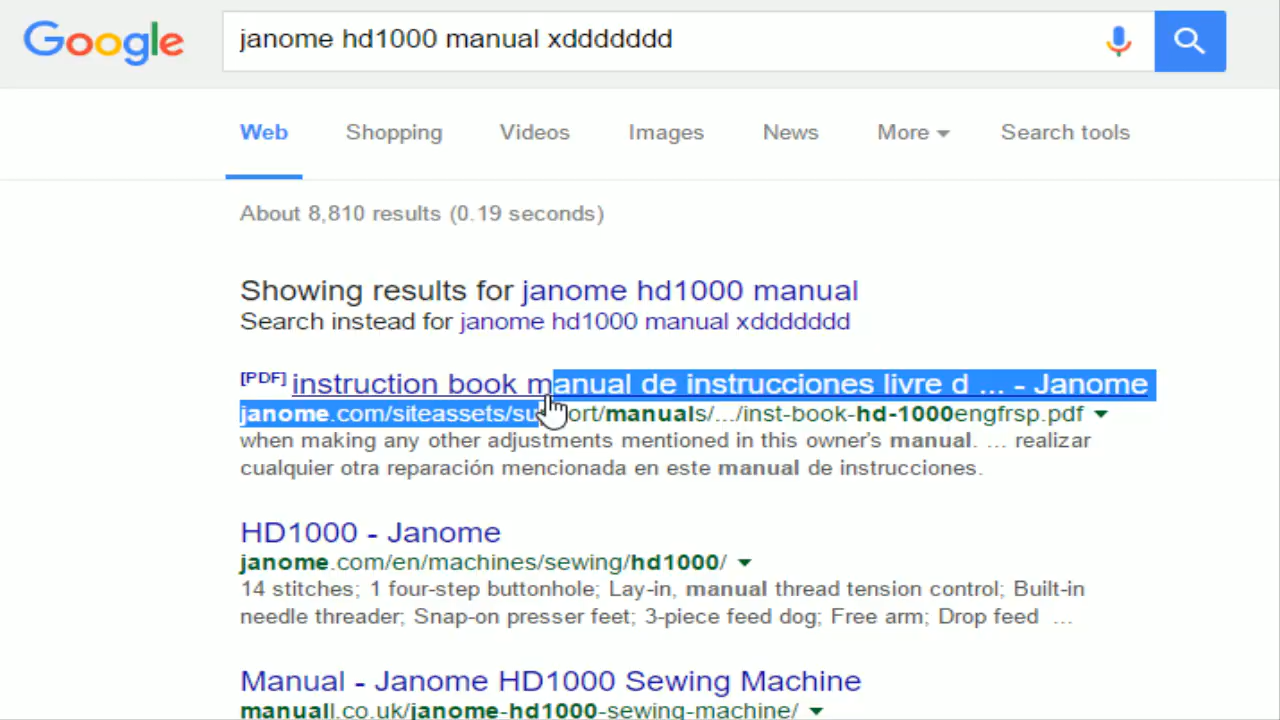 Google
janome hd1000 manual xddddddd
Web Shopping Videos Images News More Search tools
About 8,810 results (0.19 seconds)
Showing results for janome hd1000 manual
Search instead for janome hd1000 manual xddddddd
[PDF] instruction book manual de instrucciones livre d ... - Janome
janome.com/siteassets/support/manuals/.../inst-book-hd-1000engfrsp.pdf
when making any other adjustments mentioned in this owner's manual. ... realizar
cualquier otra reparación mencionada en este manual de instrucciones.
HD1000 - Janome
janome.com/en/machines/sewing/hd1000/
14 stitches; 1 four-step buttonhole; Lay-in, manual thread tension control; Built-in
needle threader; Snap-on presser feet; 3-piece feed dog; Free arm; Drop feed ...
Manual - Janome HD1000 Sewing Machine
manuall.co.uk/janome-hd1000-sewing-machine/